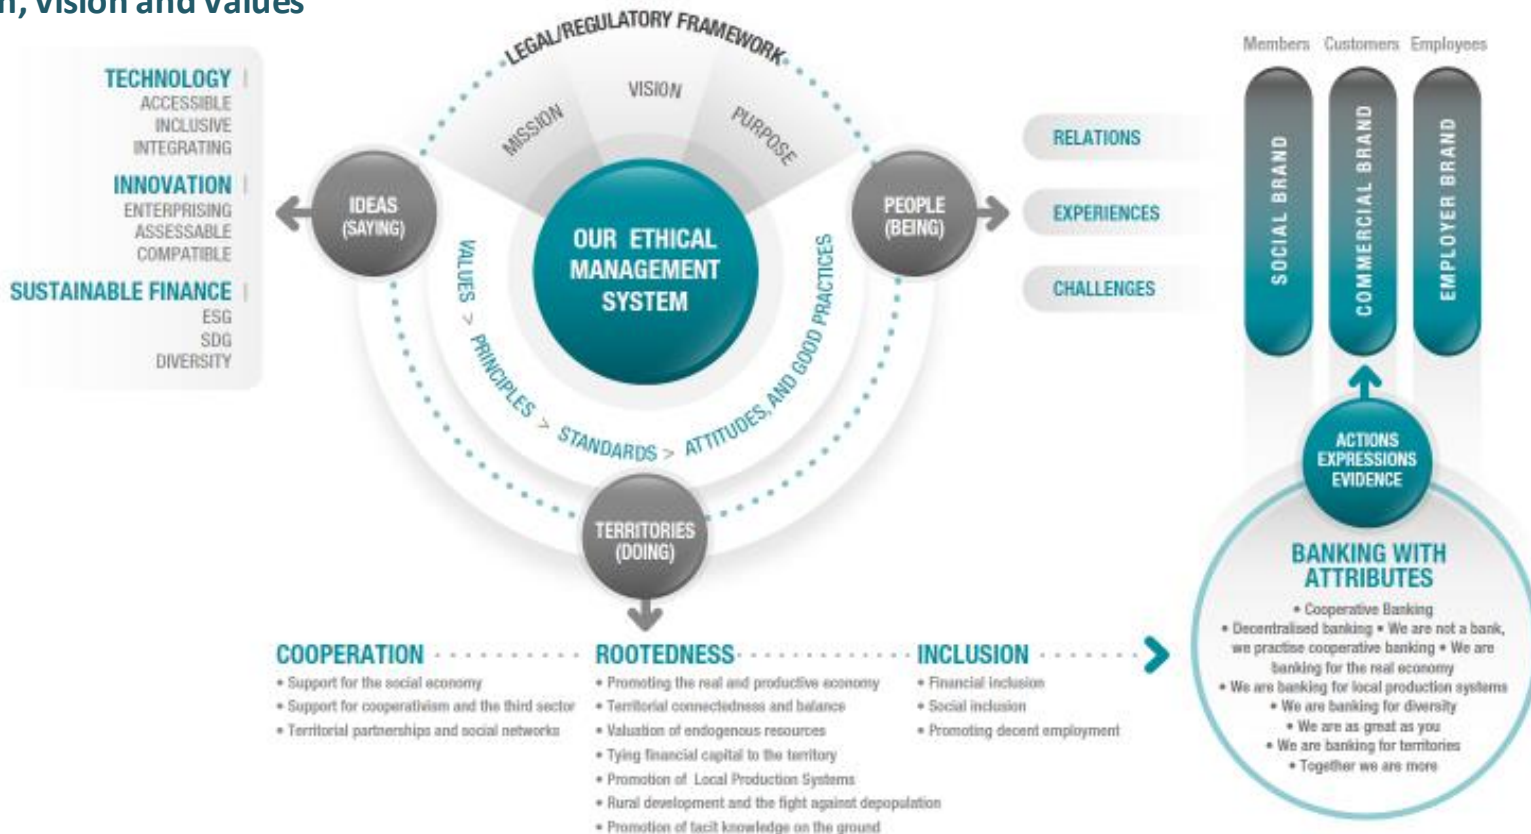 n, vision and values
LEGAL/REGULATORY FRAMEWORK
MISSION
VISION
PURPOSE
TECHNOLOGY
ACCESSIBLE
INCLUSIVE
INTEGRATING
INNOVATION
ENTERPRISING
ASSESSABLE
COMPATIBLE
SUSTAINABLE FINANCE
ESG
SDG
DIVERSITY
IDEAS
(SAYING)
OUR ETHICAL
MANAGEMENT
SYSTEM
PEOPLE
(BEING)
VALUES > PRINCIPLES > STANDARDS > ATTITUDES, AND GOOD PRACTICES
TERRITORIES
(DOING)
RELATIONS
EXPERIENCES
CHALLENGES
Members Customers Employees
SOCIAL BRAND
COMMERCIAL BRAND
EMPLOYER BRAND
ACTIONS
EXPRESSIONS
EVIDENCE
COOPERATION
• Support for the social economy
• Support for cooperativism and the third sector
• Territorial partnerships and social networks
ROOTEDNESS
• Promoting the real and productive economy
• Territorial connectedness and balance
• Valuation of endogenous resources
• Tying financial capital to the territory
• Promotion of Local Production Systems
• Rural development and the fight against depopulation
• Promotion of tacit knowledge on the ground
INCLUSION
• Financial inclusion
• Social inclusion
• Promoting decent employment
BANKING WITH
ATTRIBUTES
• Cooperative Banking
• Decentralised banking • We are not a bank,
we practise cooperative banking • We are
banking for the real economy
• We are banking for local production systems
• We are banking for diversity
• We are as great as you
• We are banking for territories
• Together we are more